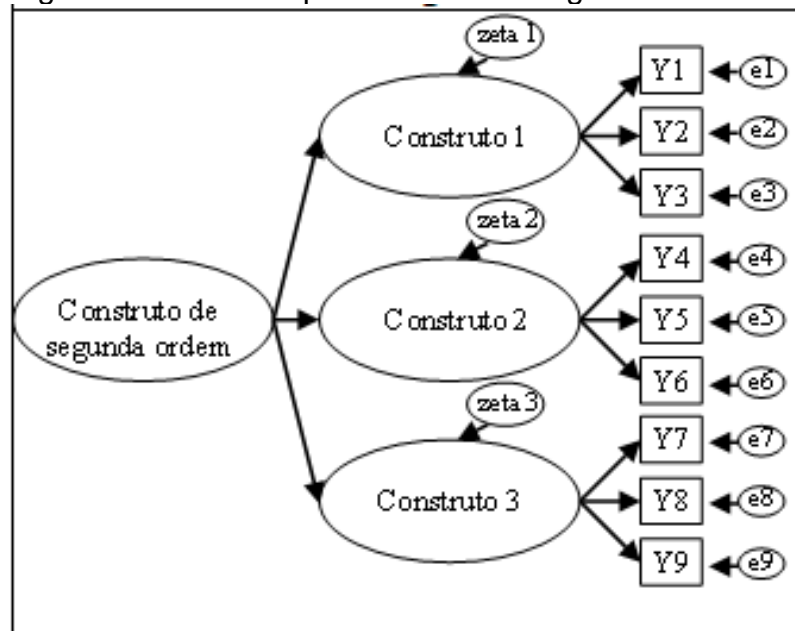 zeta 1
Construto 1
Y1
e1
Y2
e2
Y3
e3
zeta 2
Construto de
segunda ordem
Construto 2
Y4
e4
Y5
e5
Y6
e6
zeta 3
Construto 3
Y7
e7
Y8
e8
Y9
e9